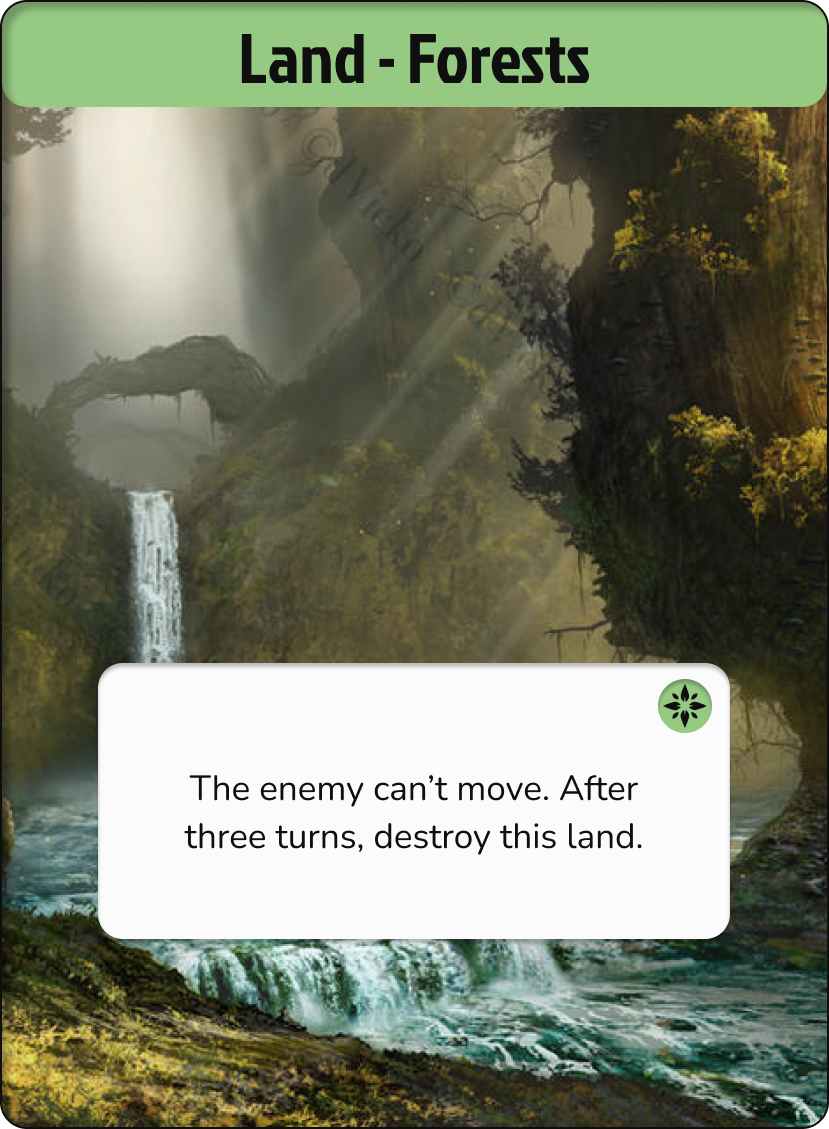 Land - Forests
The enemy can’t move. After
three turns, destroy this land.